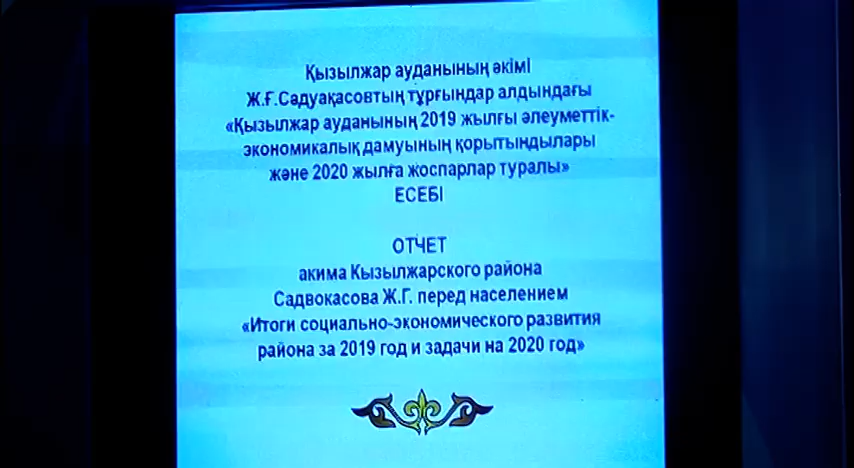 Қызылжар ауданының әкімі
Ж.Ғ.Садуақасовтың тұрғындар алдындағы
«Қызылжар ауданының 2019 жылғы әлеуметтік-
экономикалық дамуының қорытындылары
және 2020 жылға жоспарлар туралы»
ЕСЕБІ
ОТЧЕТ
акима Кызылжарского района
Садвокасова Ж.Г. перед населением
«Итоги социально-экономического развития
района за 2019 год и задачи на 2020 год»